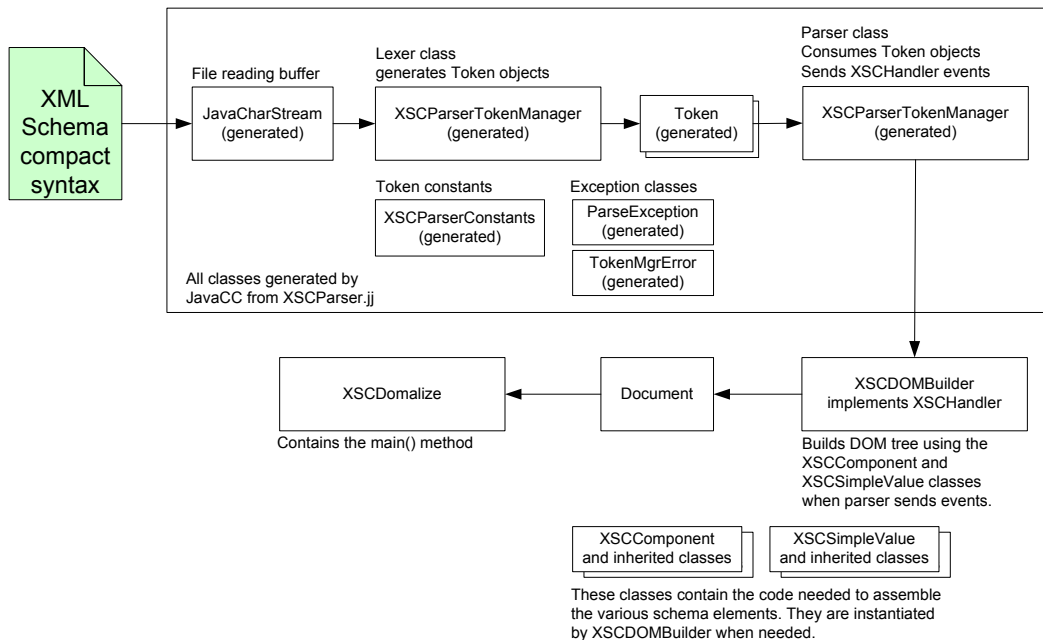 XML
Schema
compact
syntax
File reading buffer
JavaCharStream
(generated)
Lexer class
generates Token objects
XSCParserTokenManager
(generated)
Token
(generated)
Parser class
Consumes Token objects
Sends XSCHandler events
XSCParserTokenManager
(generated)
Token constants
XSCParserConstants
(generated)
Exception classes
ParseException
(generated)
TokenMgrError
(generated)
All classes generated by
JavaCC from XSCParser.jj
XSCDomalize
Contains the main() method
Document
XSCDOMBuilder
implements XSCHandler
Builds DOM tree using the
XSCComponent and
XSCSimpleValue classes
when parser sends events.
XSCComponent
and inherited classes
XSCSimpleValue
and inherited classes
These classes contain the code needed to assemble
the various schema elements. They are instantiated
by XSCDOMBuilder when needed.